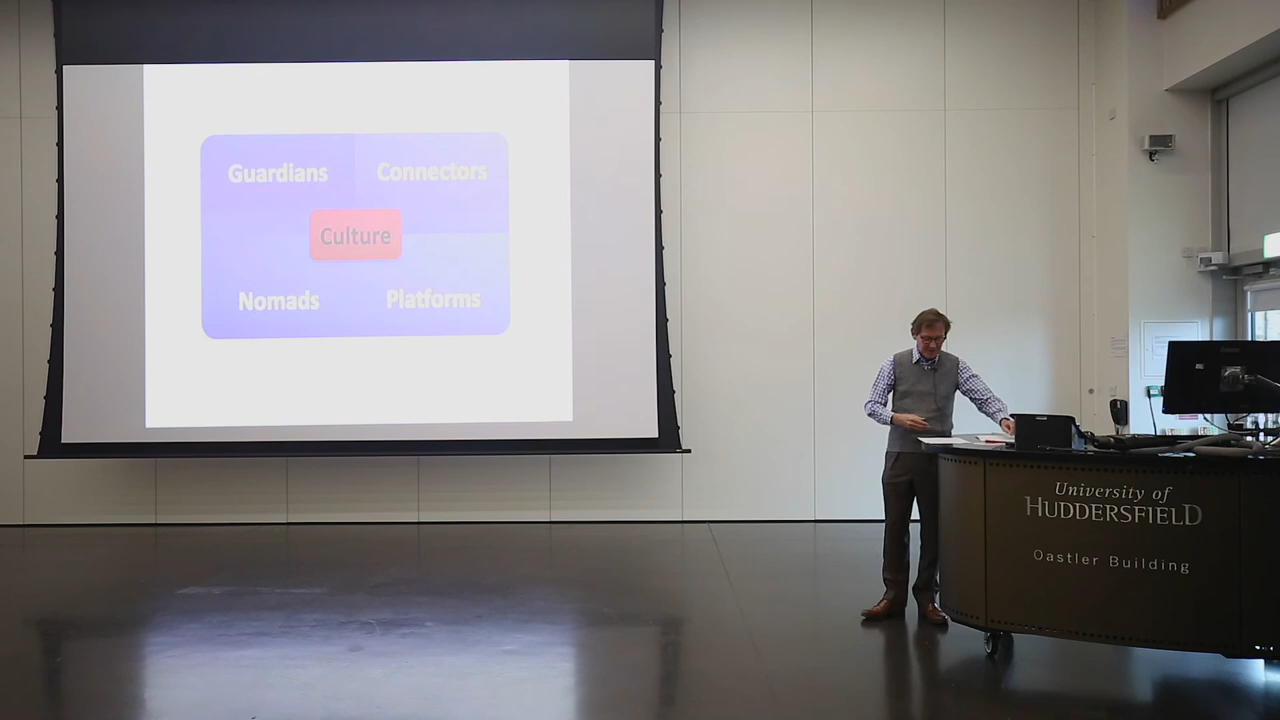 Guardians
Connectors
Culture
Nomads
Platforms
University of
HUDDERSFIELD
Oastler Building